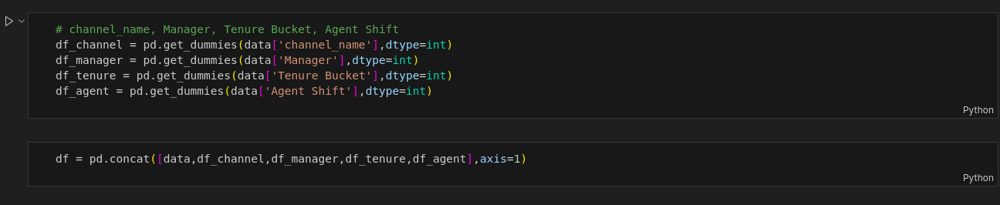 # channel_name, Manager, Tenure Bucket, Agent Shift
df_channel = pd.get_dummies(data['channel_name'],dtype=int)
df_manager = pd.get_dummies(data['Manager'],dtype=int)
df_tenure = pd.get_dummies(data['Tenure Bucket'],dtype=int)
df_agent = pd.get_dummies(data['Agent Shift'],dtype=int)
Python
df = pd.concat([data,df_channel,df_manager,df_tenure,df_agent],axis=1)
Python